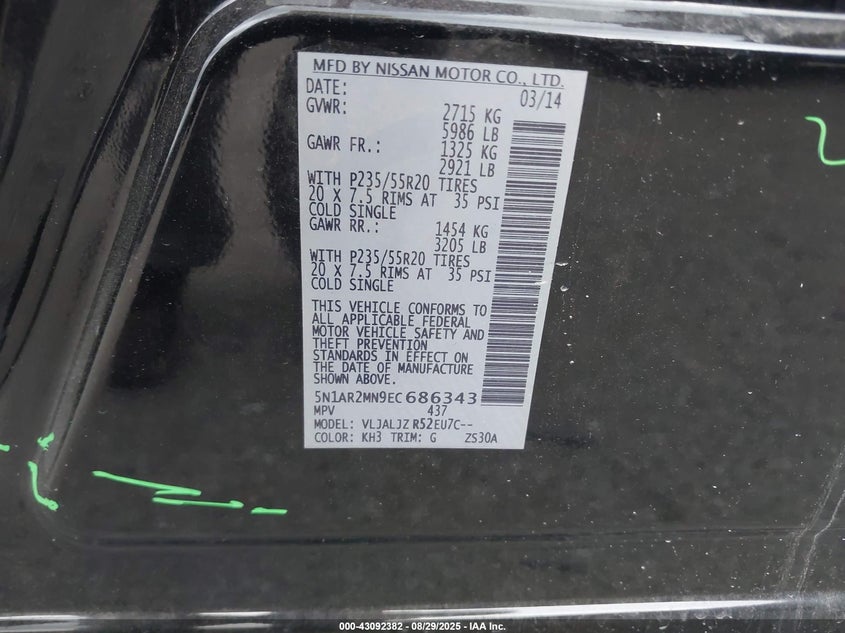 MFD BY NISSAN MOTOR CO., LTD.
DATE: 03/14
GVWR: 2715 KG
5986 LB
GAWR FR.: 1325 KG
2921 LB
WITH P235/55R20 TIRES
20 X 7.5 RIMS AT 35 PSI
COLD SINGLE
GAWR RR.: 1454 KG
3205 LB
WITH P235/55R20 TIRES
20 X 7.5 RIMS AT 35 PSI
COLD SINGLE
THIS VEHICLE CONFORMS TO
ALL APPLICABLE FEDERAL
MOTOR VEHICLE SAFETY AND
THEFT PREVENTION
STANDARDS IN EFFECT ON
THE DATE OF MANUFACTURE
SHOWN ABOVE.
5N1AR2MN9EC686343
MPV 437
MODEL: VLJALJZ R52EU7C--
COLOR: KH3 TRIM: G ZS30A
000-43092382 - 08/29/2025 - IAA Inc.